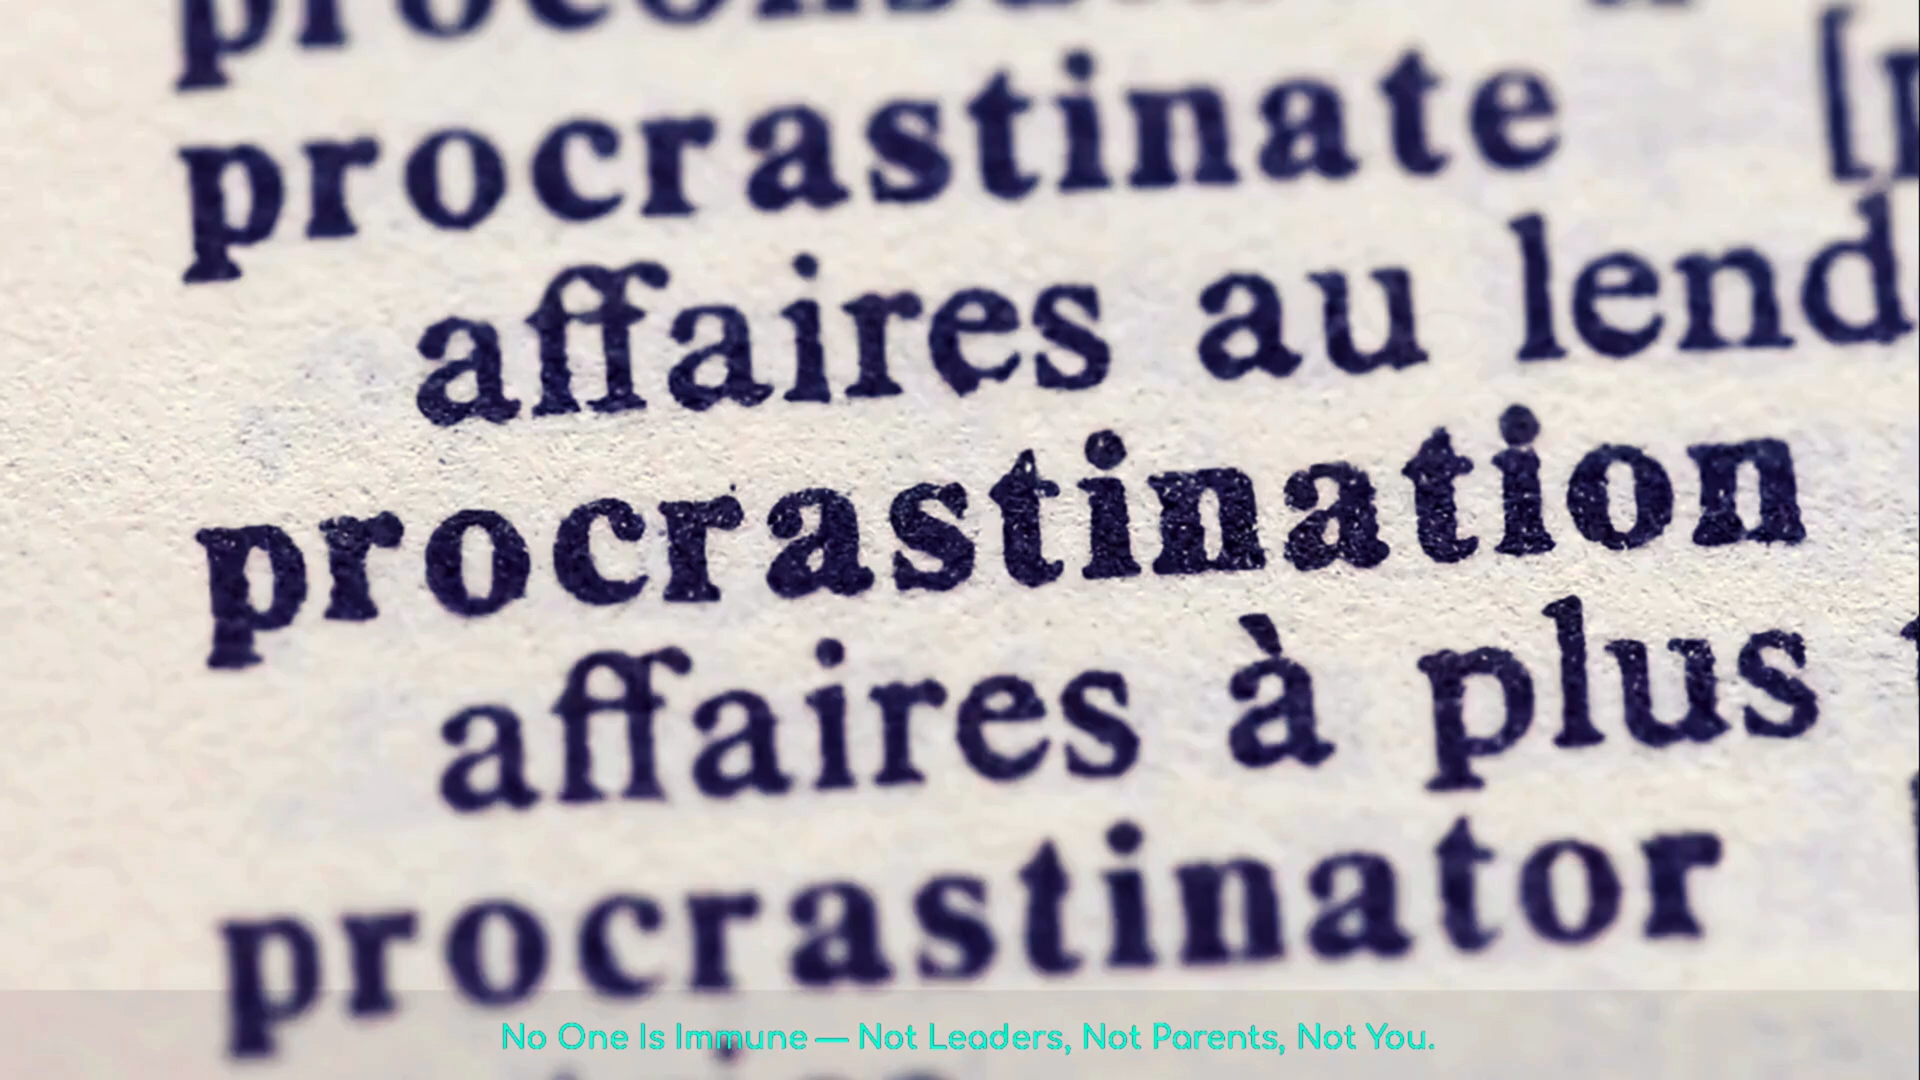 procrastinate
affaires au lend
procrastination
affaires à plus
procrastinator
No One Is Immune — Not Leaders, Not Parents, Not You.